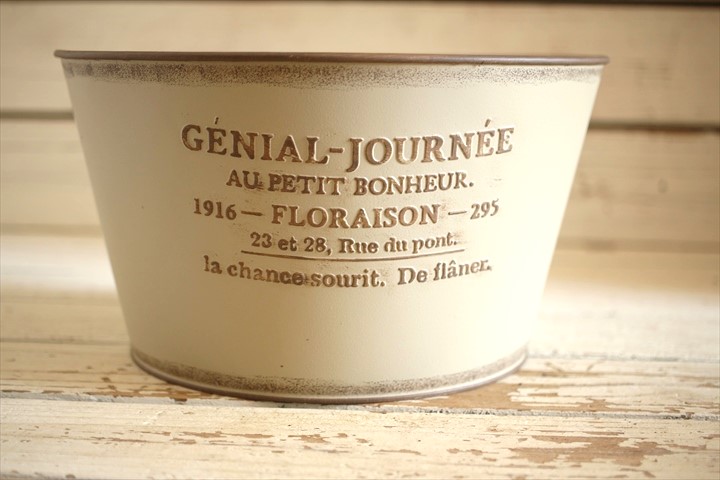 GÉNIAL-JOURNÉE
AU PETIT BONHEUR.
1916 — FLORAISON — 295
23 et 28, Rue du pont.
la chance sourit. De flâner.